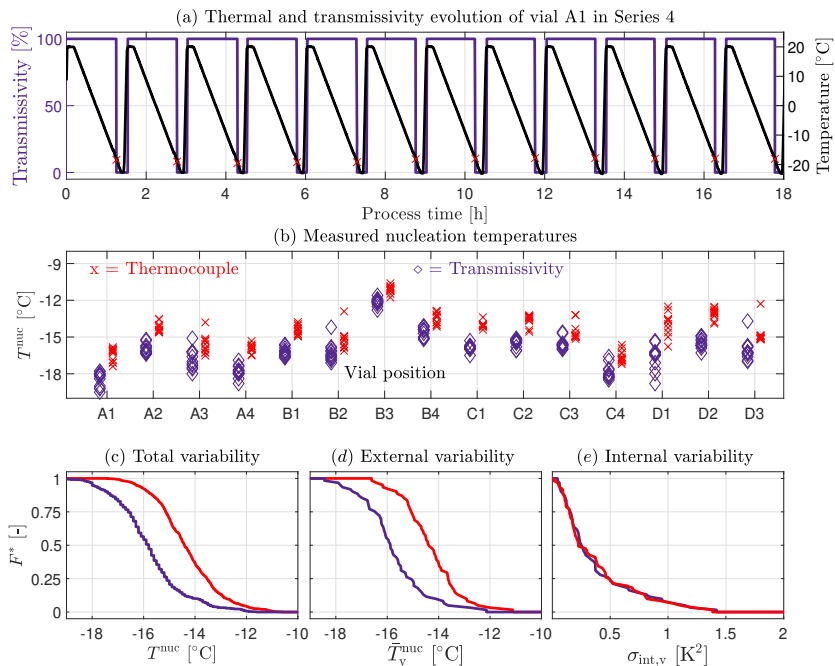 (a) Thermal and transmissivity evolution of vial A1 in Series 4
Transmissivity [%]
100
50
0
20
10
0
-10
-20
Temperature [°C]
0 2 4 6 8 10 12 14 16 18
Process time [h]
(b) Measured nucleation temperatures
x = Thermocouple
◇ = Transmissivity
T^nuc [°C]
-9
-12
-15
-18
Vial position
A1 A2 A3 A4 B1 B2 B3 B4 C1 C2 C3 C4 D1 D2 D3
(c) Total variability
(d) External variability
(e) Internal variability
F* [-]
1
0.75
0.5
0.25
0
-18 -16 -14 -12 -10
-18 -16 -14 -12 -10
0.5 1 1.5 2
T^nuc [°C]
T̄_v^nuc [°C]
σ_int,v [K²]